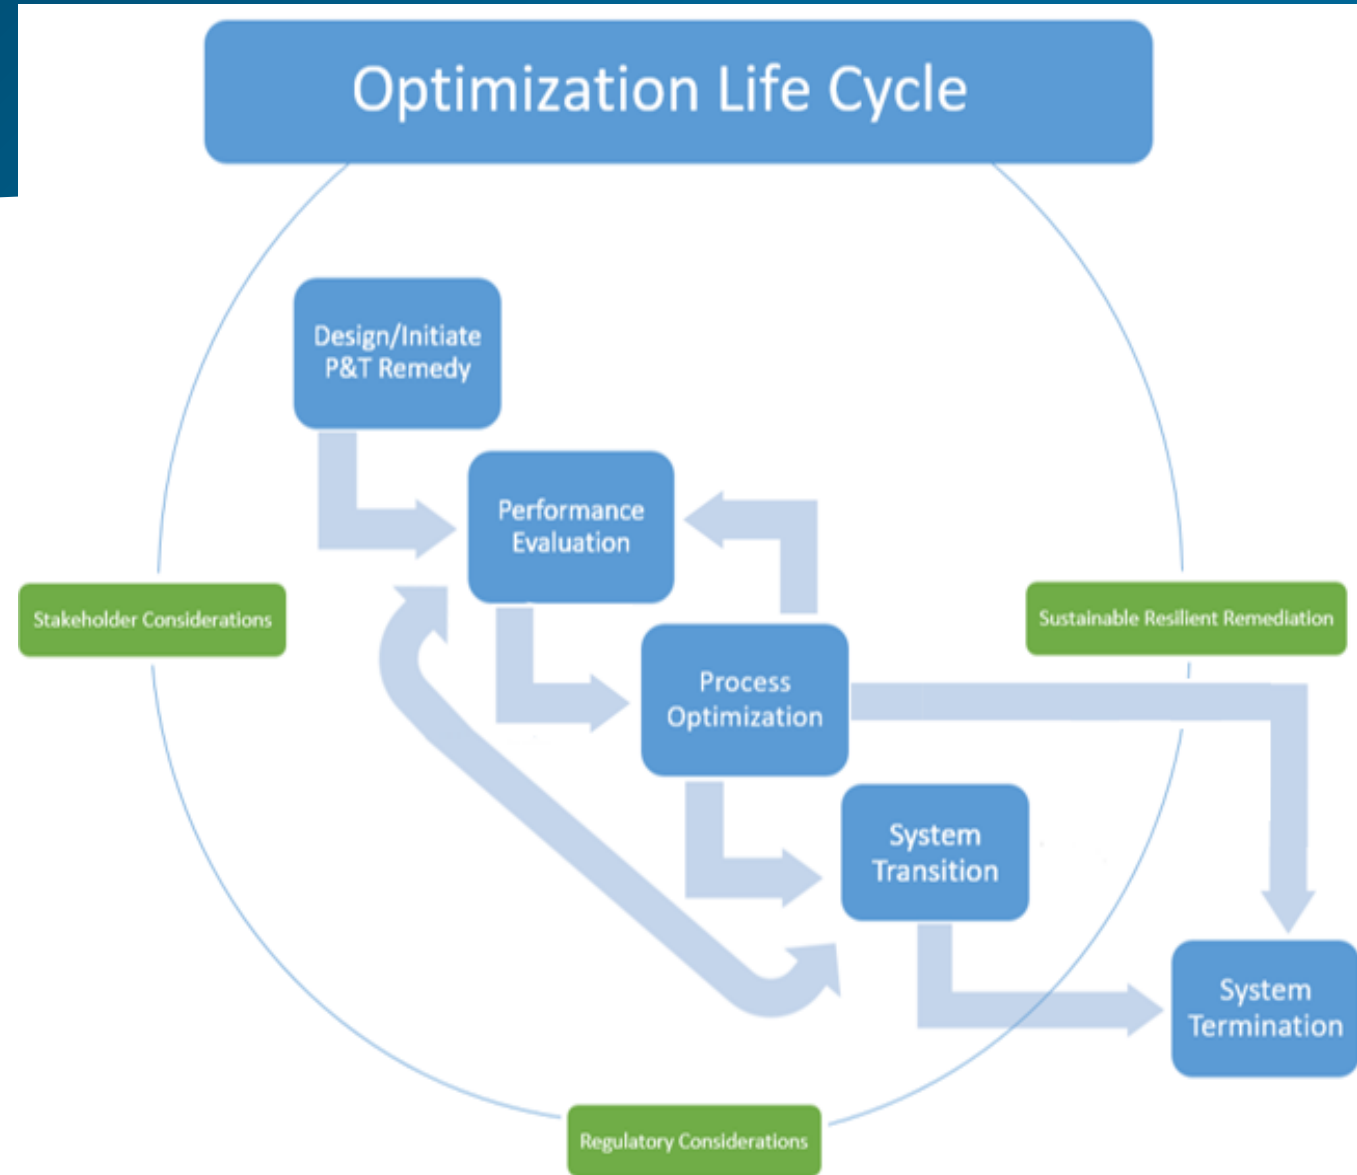 Optimization Life Cycle
Design/Initiate
P&T Remedy
Performance
Evaluation
Stakeholder Considerations
Sustainable Resilient Remediation
Process
Optimization
System
Transition
System
Termination
Regulatory Considerations